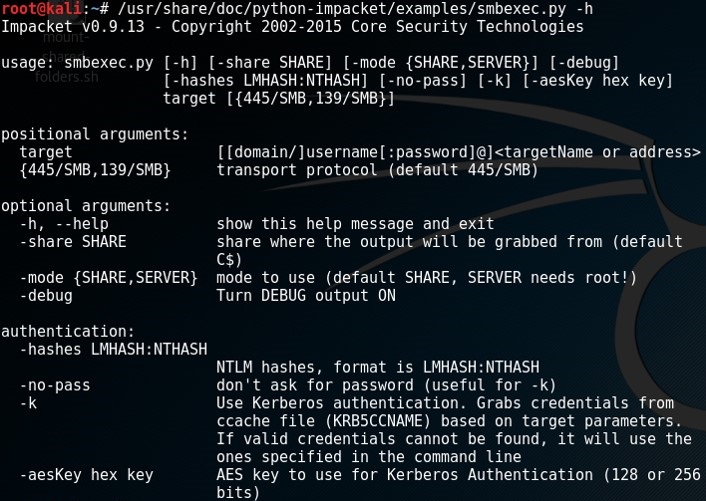 root@kali:~# /usr/share/doc/python-impacket/examples/smbexec.py -h
Impacket v0.9.13 - Copyright 2002-2015 Core Security Technologies
mount-
shared-
folders.sh
usage: smbexec.py [-h] [-share SHARE] [-mode {SHARE,SERVER}] [-debug]
[-hashes LMHASH:NTHASH] [-no-pass] [-k] [-aesKey hex key]
target [{445/SMB,139/SMB}]
positional arguments:
target [[domain/]username[:password]@]<targetName or address>
{445/SMB,139/SMB} transport protocol (default 445/SMB)
optional arguments:
-h, --help show this help message and exit
-share SHARE share where the output will be grabbed from (default
C$)
-mode {SHARE,SERVER} mode to use (default SHARE, SERVER needs root!)
-debug Turn DEBUG output ON
authentication:
-hashes LMHASH:NTHASH
NTLM hashes, format is LMHASH:NTHASH
-no-pass don't ask for password (useful for -k)
-k Use Kerberos authentication. Grabs credentials from
ccache file (KRB5CCNAME) based on target parameters.
If valid credentials cannot be found, it will use the
ones specified in the command line
-aesKey hex key AES key to use for Kerberos Authentication (128 or 256
bits)